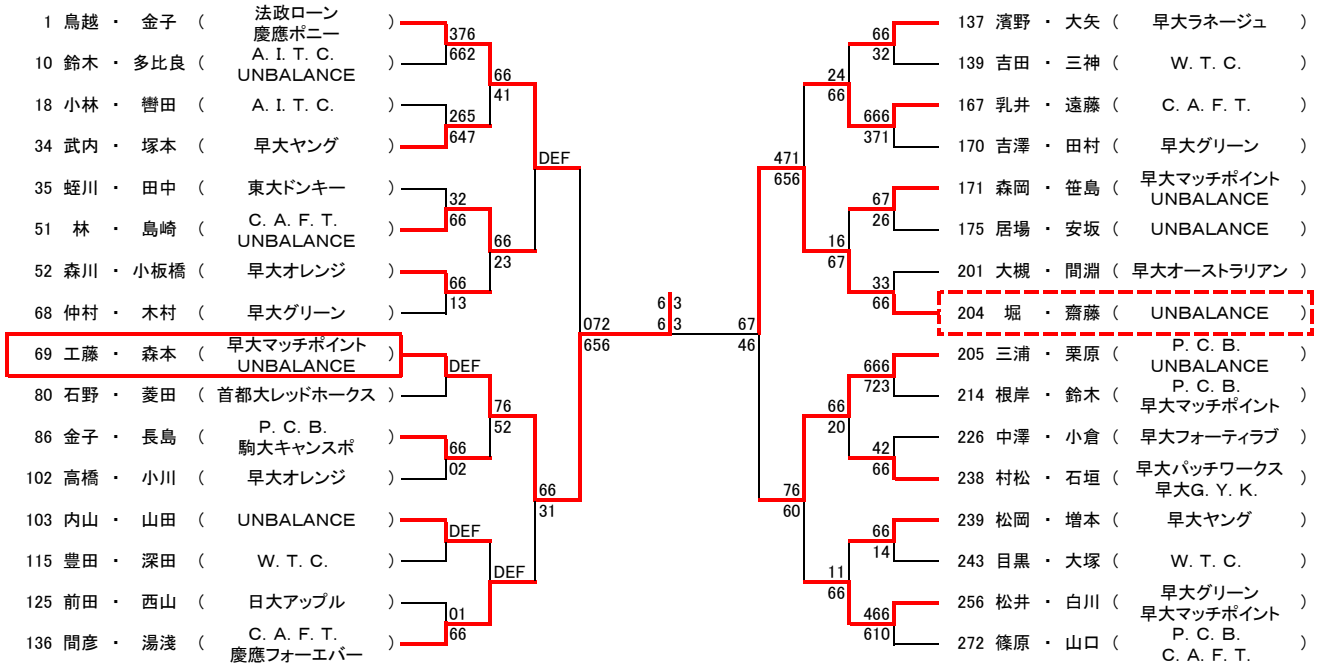 1 鳥越 ・ 金子 ( 法政ローン
慶應ポニー )
376
10 鈴木 ・ 多比良 ( A. I. T. C.
UNBALANCE )
662
66
41
18 小林 ・ 轡田 ( A. I. T. C. )
265
34 武内 ・ 塚本 ( 早大ヤング )
647
DEF
35 蛭川 ・ 田中 ( 東大ドンキー )
32
51 林 ・ 島崎 ( C. A. F. T.
UNBALANCE )
66
66
23
52 森川 ・ 小板橋 ( 早大オレンジ )
66
68 仲村 ・ 木村 ( 早大グリーン )
13
072
656
69 工藤 ・ 森本 ( 早大マッチポイント
UNBALANCE )
DEF
80 石野 ・ 菱田 ( 首都大レッドホークス )
76
52
86 金子 ・ 長島 ( P. C. B.
駒大キャンスポ )
66
102 高橋 ・ 小川 ( 早大オレンジ )
02
66
31
103 内山 ・ 山田 ( UNBALANCE )
DEF
115 豊田 ・ 深田 ( W. T. C. )
DEF
125 前田 ・ 西山 ( 日大アップル )
01
136 間彦 ・ 湯淺 ( C. A. F. T.
慶應フォーエバー )
66
6 3
6 3
137 濱野 ・ 大矢 ( 早大ラネージュ )
66
139 吉田 ・ 三神 ( W. T. C. )
32
24
66
167 乳井 ・ 遠藤 ( C. A. F. T. )
666
170 吉澤 ・ 田村 ( 早大グリーン )
371
471
656
171 森岡 ・ 笹島 ( 早大マッチポイント
UNBALANCE )
67
175 居場 ・ 安坂 ( UNBALANCE )
26
16
67
201 大槻 ・ 間淵 ( 早大オーストラリアン )
33
204 堀 ・ 齋藤 ( UNBALANCE )
66
67
46
205 三浦 ・ 栗原 ( P. C. B.
UNBALANCE )
666
214 根岸 ・ 鈴木 ( P. C. B.
早大マッチポイント )
723
66
20
226 中澤 ・ 小倉 ( 早大フォーティラブ )
42
238 村松 ・ 石垣 ( 早大パッチワークス
早大G. Y. K. )
66
76
60
239 松岡 ・ 増本 ( 早大ヤング )
66
243 目黒 ・ 大塚 ( W. T. C. )
14
11
66
256 松井 ・ 白川 ( 早大グリーン
早大マッチポイント )
466
272 篠原 ・ 山口 ( P. C. B.
C. A. F. T. )
610